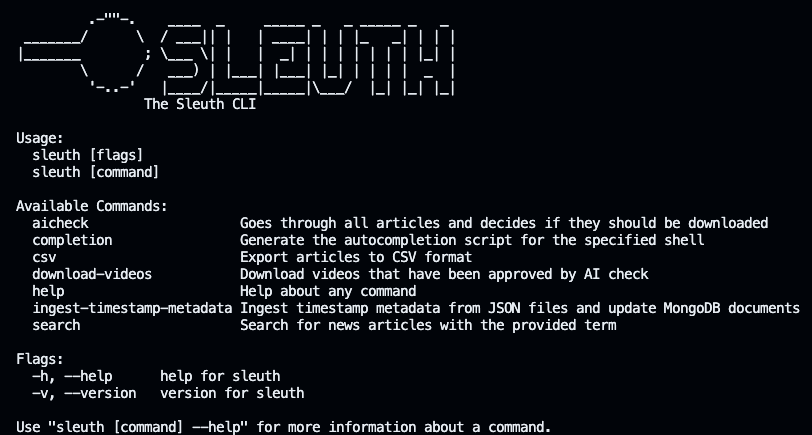 SLEUTH
The Sleuth CLI
Usage:
sleuth [flags]
sleuth [command]
Available Commands:
aicheck Goes through all articles and decides if they should be downloaded
completion Generate the autocompletion script for the specified shell
csv Export articles to CSV format
download-videos Download videos that have been approved by AI check
help Help about any command
ingest-timestamp-metadata Ingest timestamp metadata from JSON files and update MongoDB documents
search Search for news articles with the provided term
Flags:
-h, --help help for sleuth
-v, --version version for sleuth
Use "sleuth [command] --help" for more information about a command.